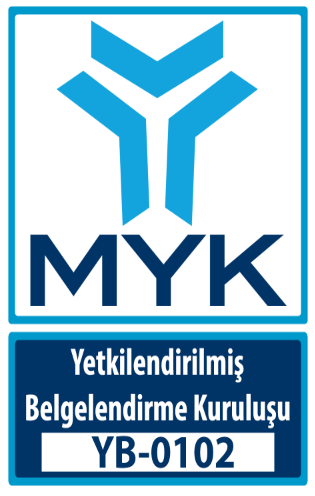 MYK
Yetkilendirilmiş
Belgelendirme Kuruluşu
YB-0102